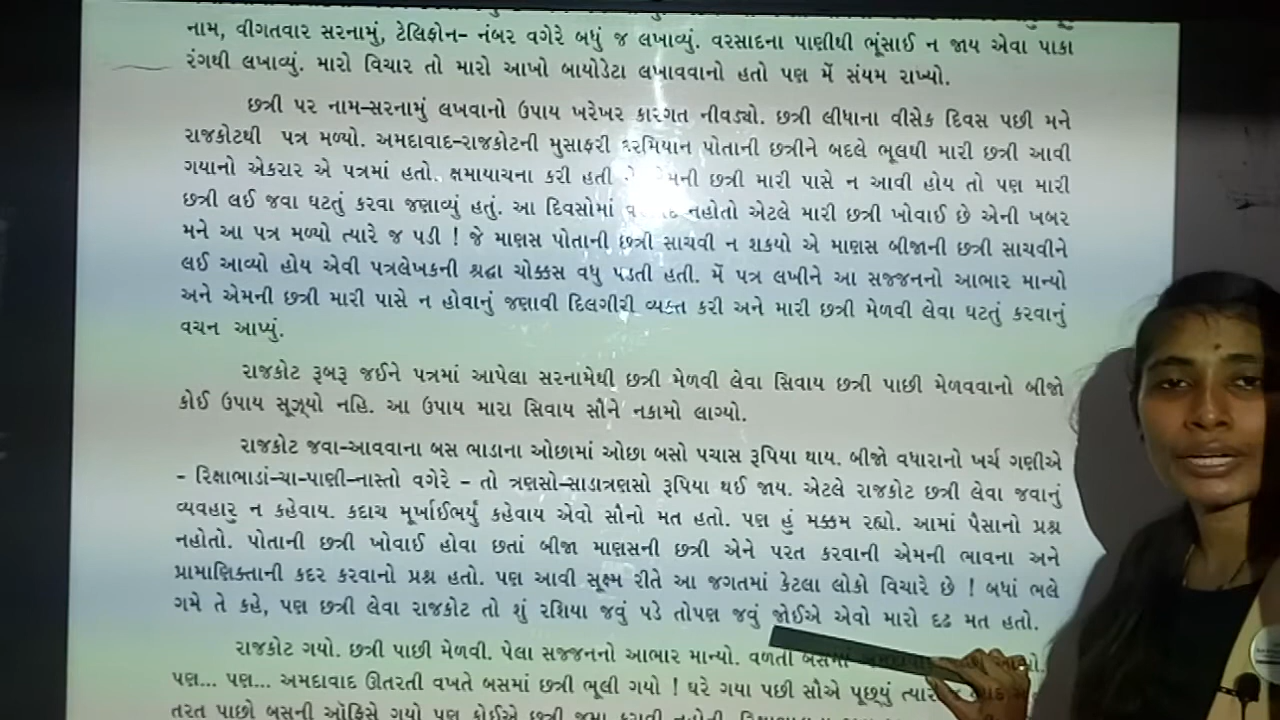 નામ, વીગતવાર સરનામું, ટેલિફોન- નંબર વગેરે બધું જ લખાવ્યું. વરસાદના પાણીથી ભૂંસાઈ ન જાય એવા પાકા
રંગથી લખાવ્યું. મારો વિચાર તો મારો આખો બાયોડેટા લખાવવાનો હતો પણ મેં સંયમ રાખ્યો.
છત્રી પર નામ-સરનામું લખવાનો ઉપાય ખરેખર કારગત નીવડ્યો. છત્રી લીધાના વીસેક દિવસ પછી મને
રાજકોટથી પત્ર મળ્યો. અમદાવાદ-રાજકોટની મુસાફરી દરમિયાન પોતાની છત્રીને બદલે ભૂલથી મારી છત્રી આવી
ગયાનો એકરાર એ પત્રમાં હતો. ક્ષમાયાચના કરી હતી છત્રી મારી પાસે ન આવી હોય તો પણ મારી
છત્રી લઈ જવા ઘટતું કરવા જણાવ્યું હતું. આ દિવસોમાં નહોતો એટલે મારી છત્રી ખોવાઈ છે એની ખબર
મને આ પત્ર મળ્યો ત્યારે જ પડી ! જે માણસ પોતાની છત્રી સાચવી ન શકયો એ માણસ બીજાની છત્રી સાચવીને
લઈ આવ્યો હોય એવી પત્રલેખકની શ્રદ્ધા ચોક્કસ વધુ પડતી હતી. મેં પત્ર લખીને આ સજ્જનનો આભાર માન્યો
અને એમની છત્રી મારી પાસે ન હોવાનું જણાવી દિલગીરી વ્યક્ત કરી અને મારી છત્રી મેળવી લેવા ઘટતું કરવાનું
વચન આપ્યું.
રાજકોટ રૂબરૂ જઈને પત્રમાં આપેલા સરનામેથી છત્રી મેળવી લેવા સિવાય છત્રી પાછી મેળવવાનો બીજો
કોઈ ઉપાય સૂઝ્યો નહિ. આ ઉપાય મારા સિવાય સૌને નકામો લાગ્યો.
રાજકોટ જવા-આવવાના બસ ભાડાના ઓછામાં ઓછા બસો પચાસ રૂપિયા થાય. બીજો વધારાનો ખર્ચ ગણીએ
- રિક્ષાભાડાં-ચા-પાણી-નાસ્તો વગેરે - તો ત્રણસો-સાડાત્રણસો રૂપિયા થઈ જાય. એટલે રાજકોટ છત્રી લેવા જવાનું
વ્યવહારુ ન કહેવાય. કદાચ મૂર્ખાઈભર્યું કહેવાય એવો સૌનો મત હતો. પણ હું મક્કમ રહ્યો. આમાં પૈસાનો પ્રશ્ન
નહોતો. પોતાની છત્રી ખોવાઈ હોવા છતાં બીજા માણસની છત્રી એને પરત કરવાની એમની ભાવના અને
પ્રામાણિક્તાની કદર કરવાનો પ્રશ્ન હતો. પણ આવી સૂક્ષ્મ રીતે આ જગતમાં કેટલા લોકો વિચારે છે ! બધાં ભલે
ગમે તે કહે, પણ છત્રી લેવા રાજકોટ તો શું રશિયા જવું પડે તોપણ જવું જોઈએ એવો મારો દૃઢ મત હતો.
રાજકોટ ગયો. છત્રી પાછી મેળવી. પેલા સજ્જનનો આભાર માન્યો. વળતાં બસમાં
પણ... પણ... અમદાવાદ ઊતરતી વખતે બસમાં છત્રી ભૂલી ગયો ! ઘરે ગયા પછી સૌએ પૂછ્યું
તરત પાછો બસની ઑફિસે ગયો પણ કોઈએ છત્રી જમા કરાવી નહોતી.